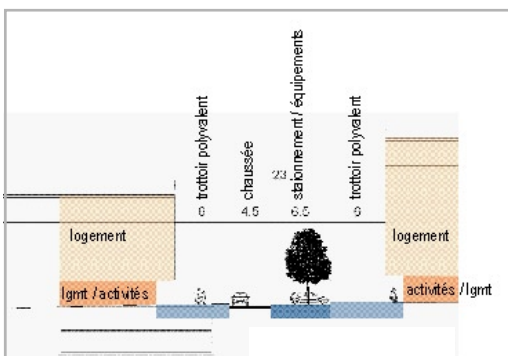 trottoir polyvalent
chaussée
stationnement / équipements
trottoir polyvalent
23
6
4.5
6.5
6
logement
logement
lgmt / activités
activités / lgmt